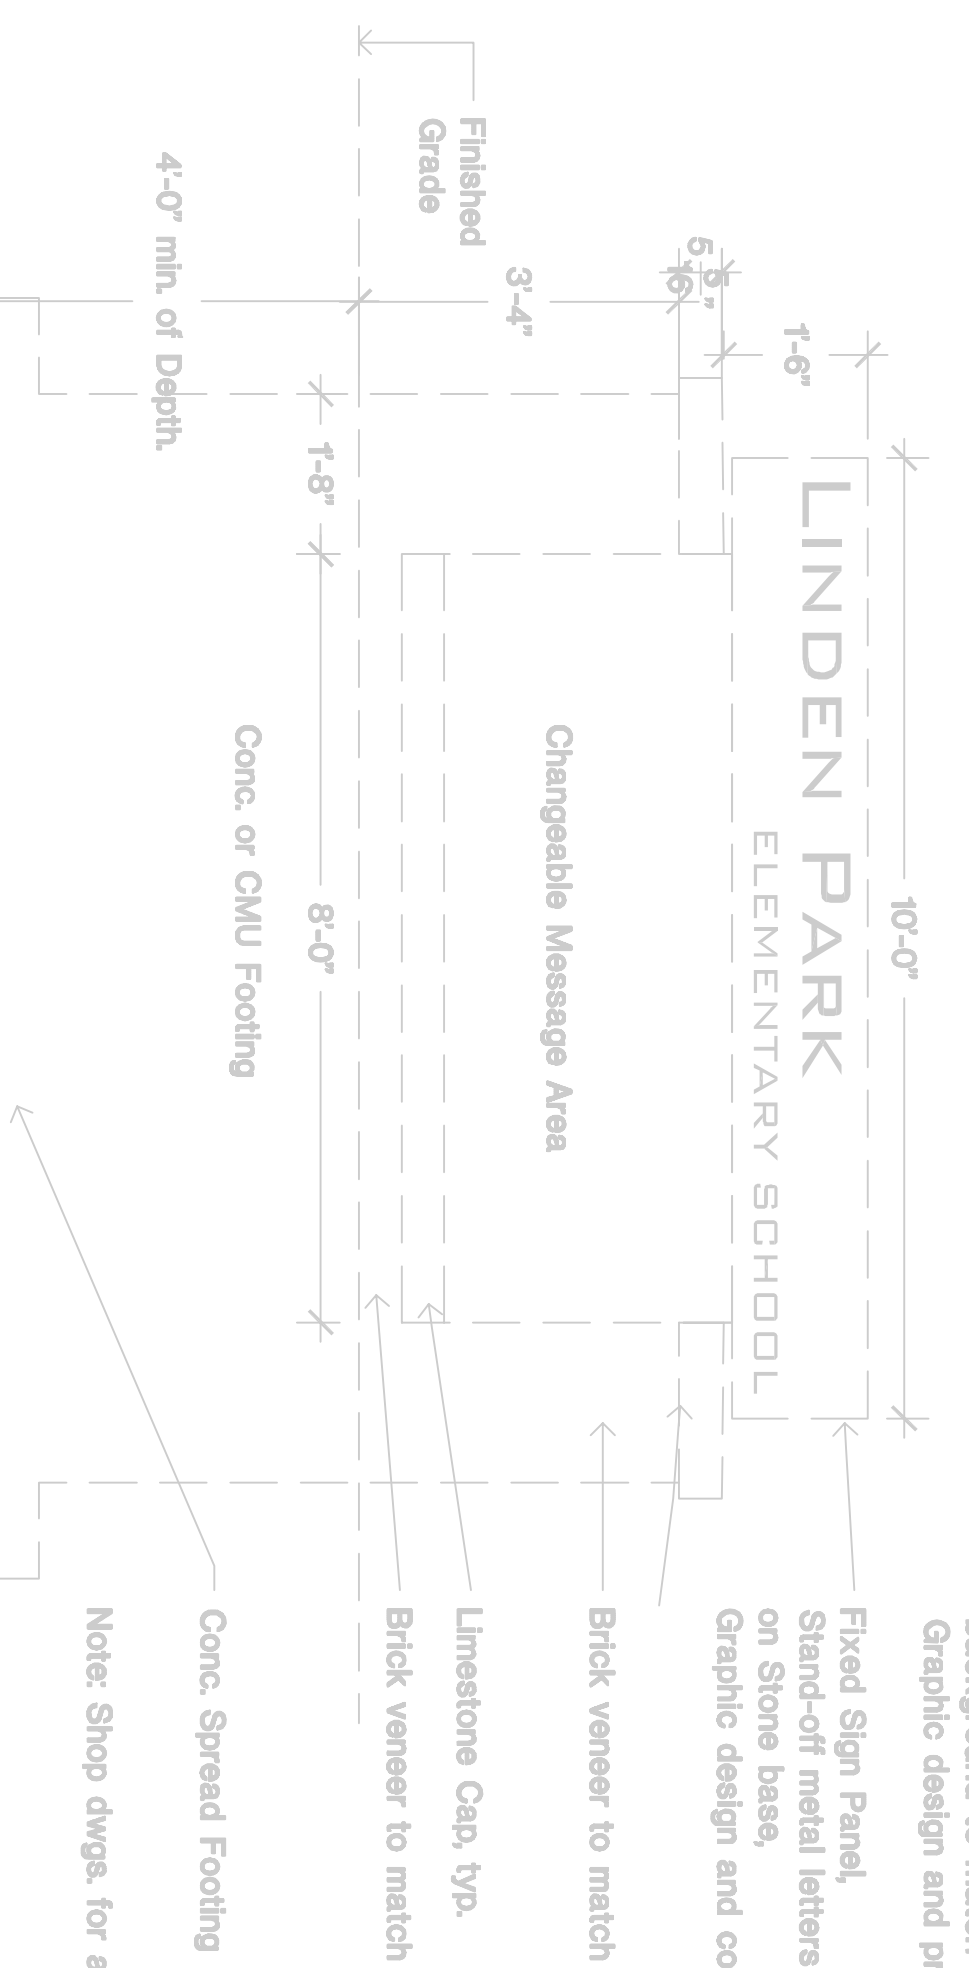 Graphic design and pr
10'-0"
Fixed Sign Panel,
Stand-off metal letters
on Stone base,
Graphic design and co
LINDEN PARK
ELEMENTARY SCHOOL
1'-6"
3'-4"
Brick veneer to match
Changeable Message Area
Finished
Grade
Limestone Cap, typ.
Brick veneer to match
1'-8"
8'-0"
Conc. or CMU Footing
Conc. Spread Footing
4'-0" min. of Depth.
Note: Shop dwgs. for a